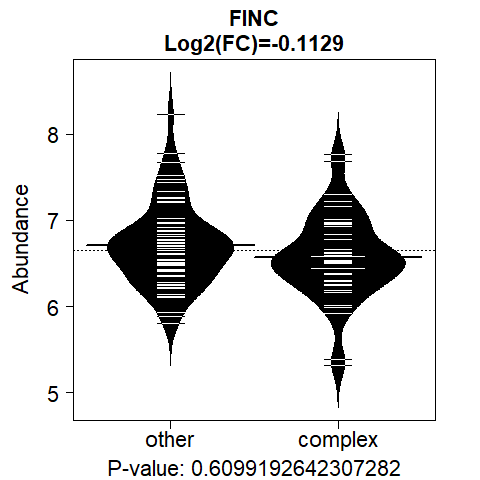 FINC
Log2(FC)=-0.1129
Abundance
8
7
6
5
other
complex
P-value: 0.6099192642307282